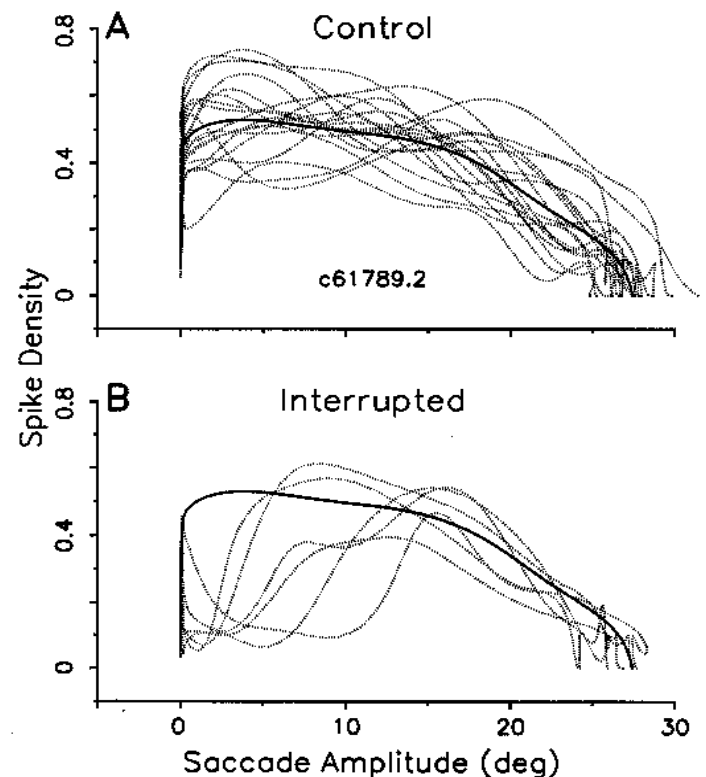 A
Control
0.8
0.4
0
c61789.2
Spike Density
B
Interrupted
0.8
0.4
0
0
10
20
30
Saccade Amplitude (deg)